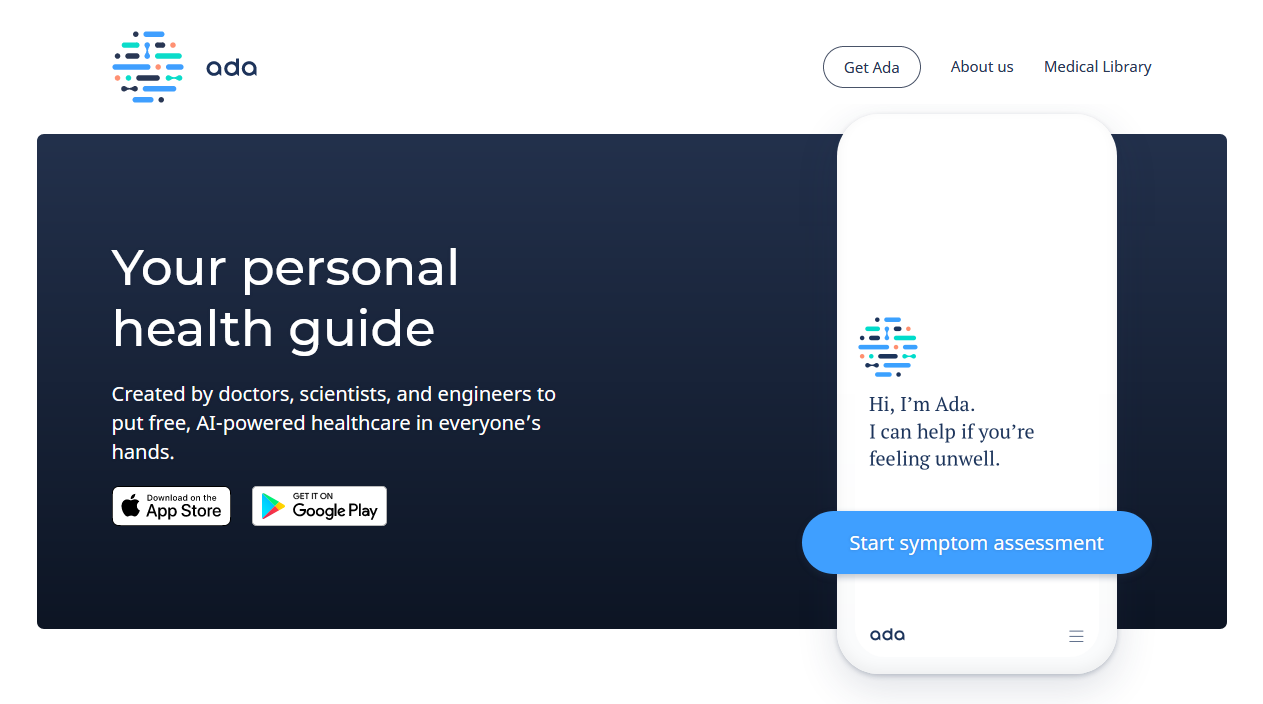 ada
Get Ada
About us
Medical Library
Your personal
health guide
Created by doctors, scientists, and engineers to
put free, AI-powered healthcare in everyone’s
hands.
Download on the
App Store
GET IT ON
Google Play
Hi, I’m Ada.
I can help if you’re
feeling unwell.
Start symptom assessment
ada